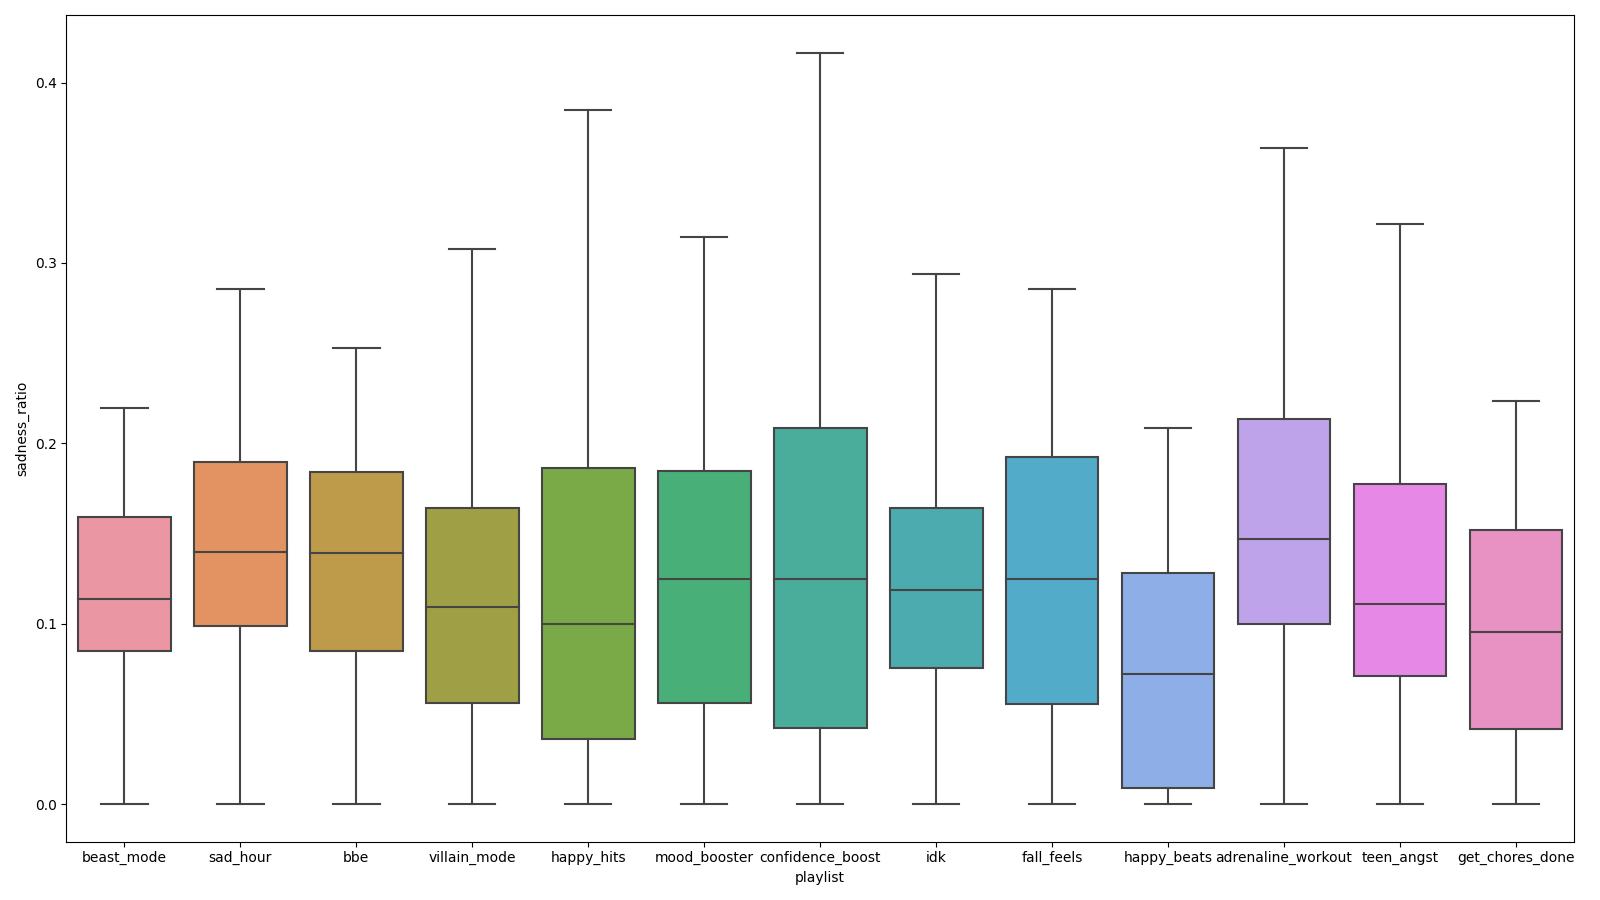 0.4
0.3
0.2
0.1
0.0
sadness_ratio
beast_mode sad_hour bbe villain_mode happy_hits mood_booster confidence_boost idk fall_feels happy_beats adrenaline_workout teen_angst get_chores_done
playlist